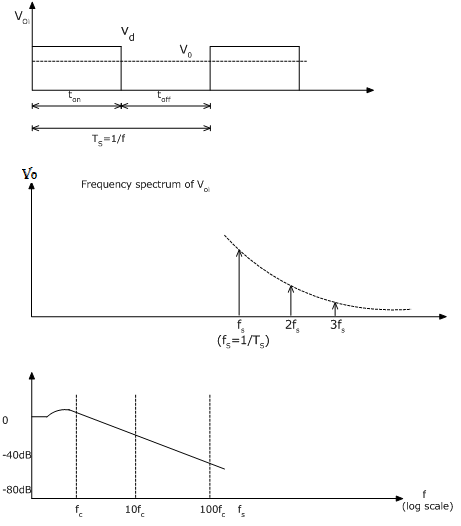 Voi
Vd
V0
ton toff
TS=1/f
Vo
Frequency spectrum of Voi
fs 2fs 3fs
(fS=1/TS)
0
-40dB
-80dB
fc 10fc 100fc fs
f
(log scale)